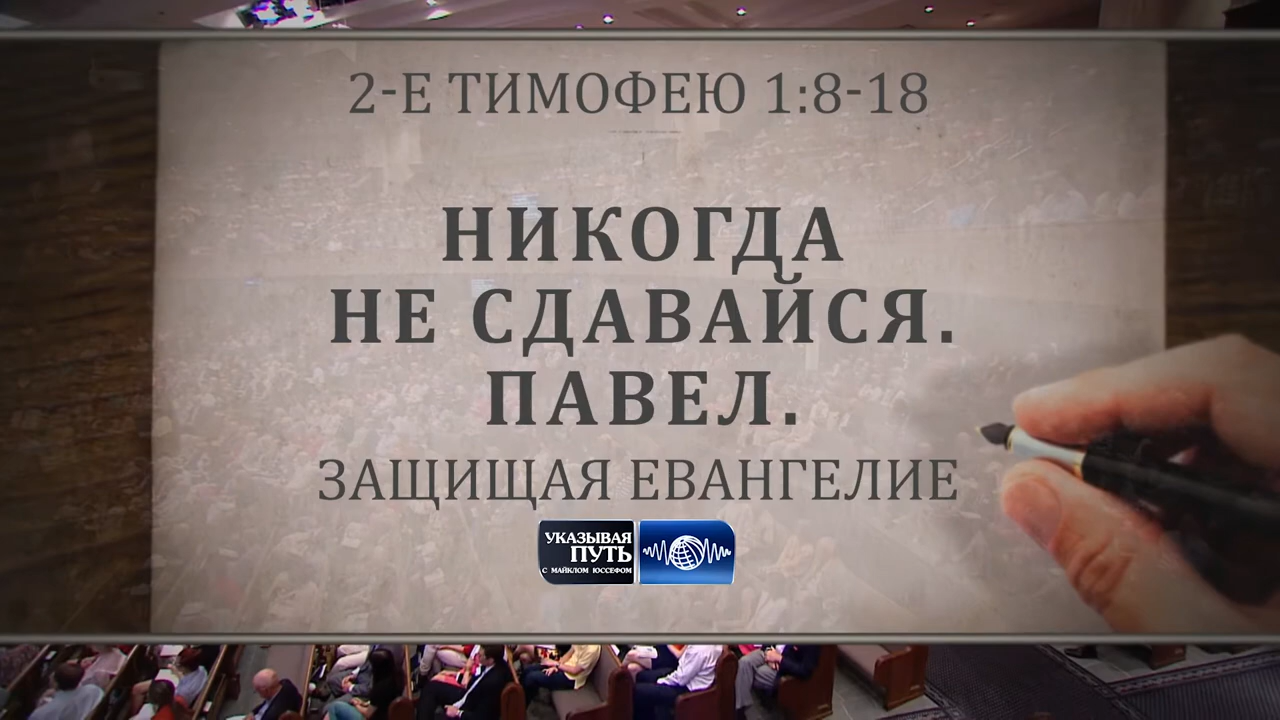 2-Е ТИМОФЕЮ 1:8-18
НИКОГДА
НЕ СДАВАЙСЯ.
ПАВЕЛ.
ЗАЩИЩАЯ ЕВАНГЕЛИЕ
УКАЗЫВАЯ
ПУТЬ
С МАЙКЛОМ ЮССЕФОМ